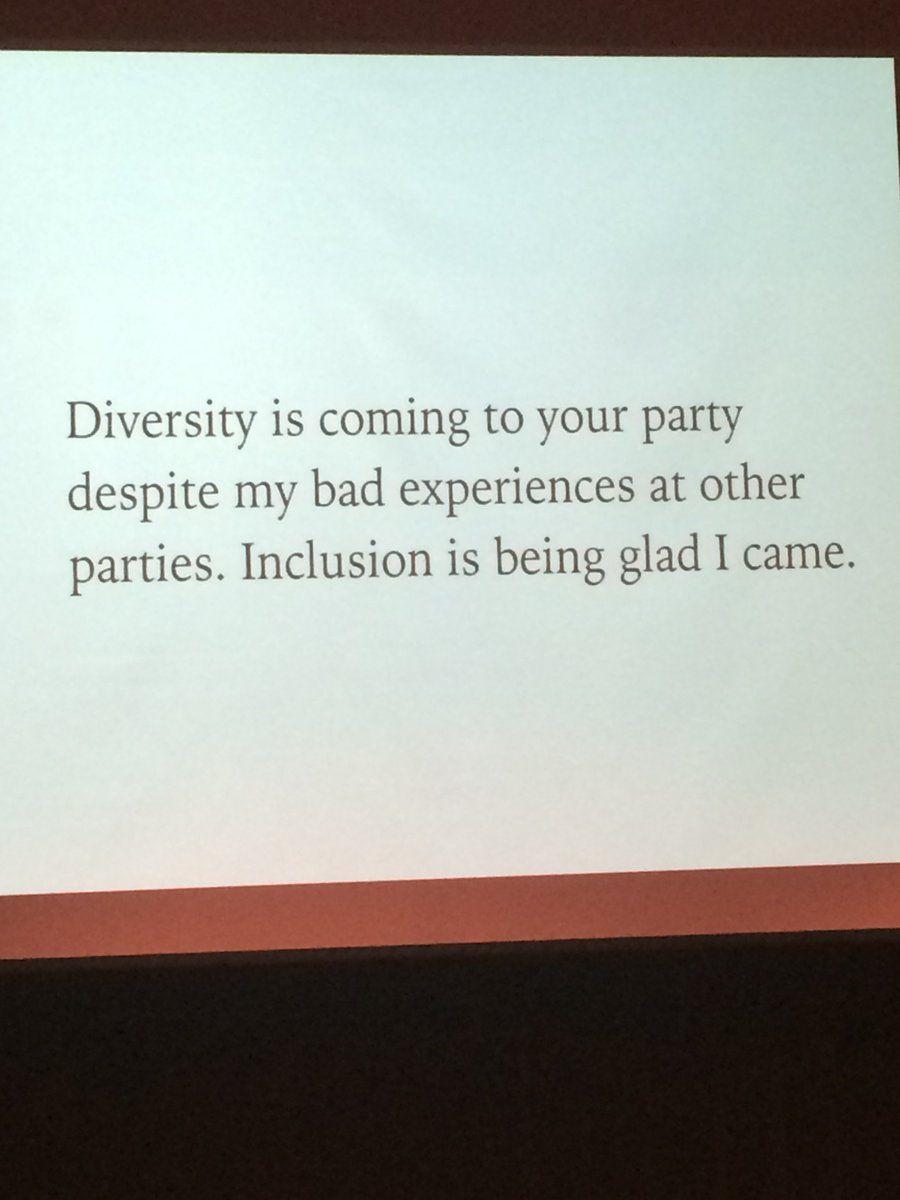 Diversity is coming to your party
despite my bad experiences at other
parties. Inclusion is being glad I came.